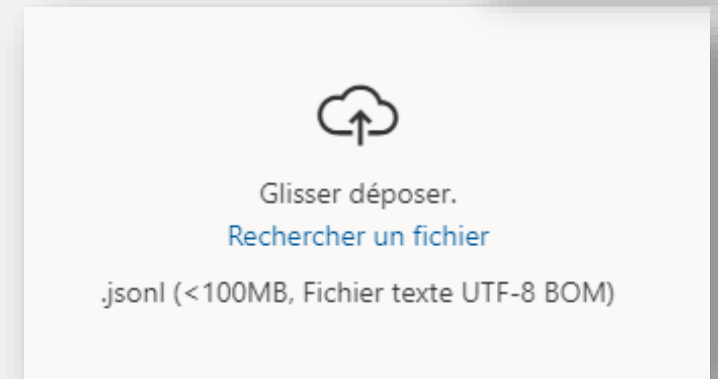 Glisser déposer.
Rechercher un fichier
.jsonl (<100MB, Fichier texte UTF-8 BOM)